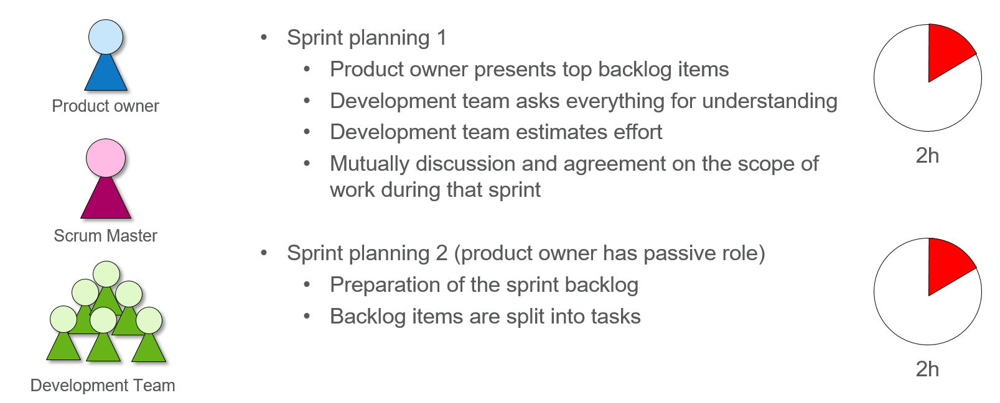 Product owner
Scrum Master
Development Team
• Sprint planning 1
• Product owner presents top backlog items
• Development team asks everything for understanding
• Development team estimates effort
• Mutually discussion and agreement on the scope of
work during that sprint
2h
• Sprint planning 2 (product owner has passive role)
• Preparation of the sprint backlog
• Backlog items are split into tasks
2h